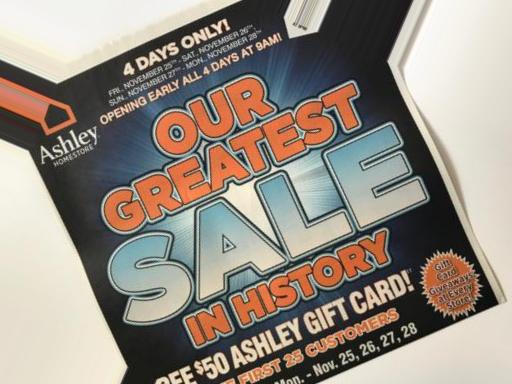 4 DAYS ONLY!
FRI., NOVEMBER 25TH - SAT., NOVEMBER 26TH,
SUN., NOVEMBER 27TH - MON., NOVEMBER 28TH
OPENING EARLY ALL 4 DAYS AT 9AM!
Ashley
HOMESTORE
OUR
GREATEST
SALE
IN HISTORY
Gift
Card
Giveaways
at Every
Store!
FREE $50 ASHLEY GIFT CARD!
FIRST 25 CUSTOMERS
Mon. - Nov. 25, 26, 27, 28